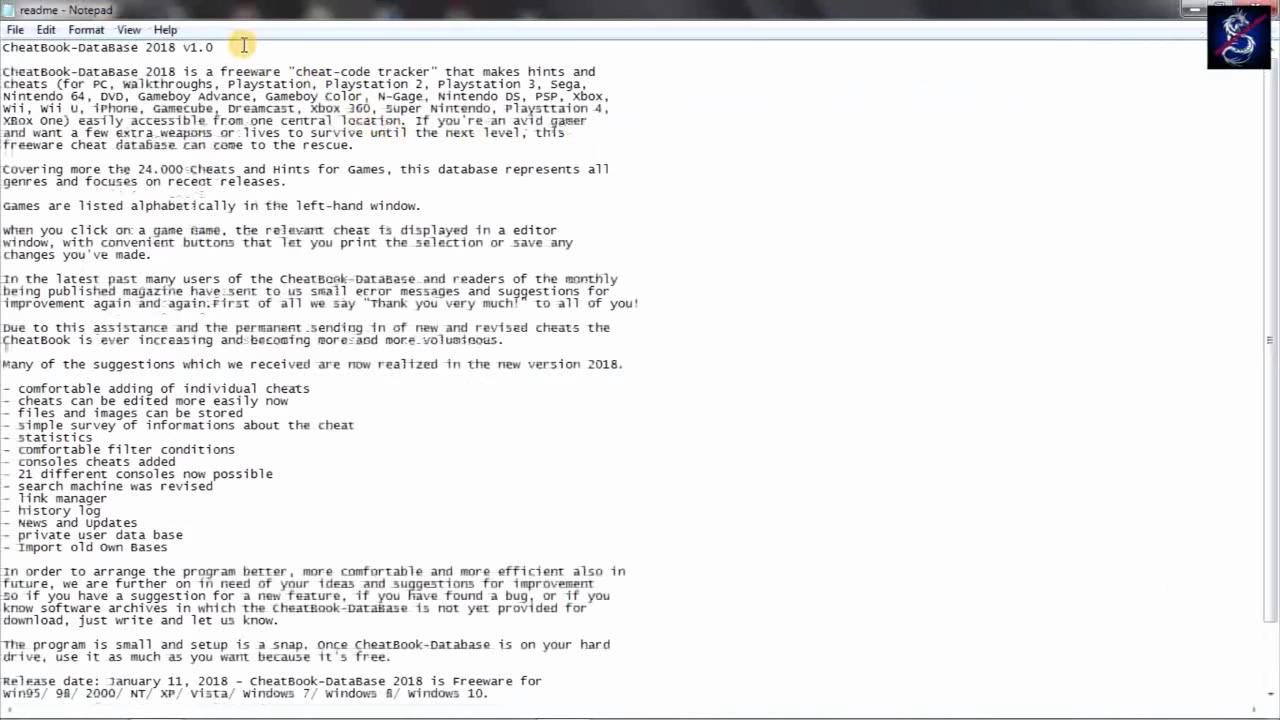 readme - Notepad
File Edit Format View Help
CheatBook-DataBase 2018 v1.0
CheatBook-DataBase 2018 is a freeware "cheat-code tracker" that makes hints and
cheats (for PC, Walkthroughs, Playstation, Playstation 2, Playstation 3, Sega,
Nintendo 64, DVD, Gameboy Advance, Gameboy Color, N-Gage, Nintendo DS, PSP, Xbox,
Wii, Wii U, iPhone, Gamecube, Dreamcast, Xbox 360, Super Nintendo, Playsttaion 4,
XBox One) easily accessible from one central location. If you're an avid gamer
and want a few extra weapons or lives to survive until the next level, this
freeware cheat database can come to the rescue.
Covering more the 24.000 Cheats and Hints for Games, this database represents all
genres and focuses on recent releases.
Games are listed alphabetically in the left-hand window.
When you click on a game name, the relevant cheat is displayed in a editor
window, with convenient buttons that let you print the selection or save any
changes you've made.
In the latest past many users of the CheatBook-DataBase and readers of the monthly
being published magazine have sent to us small error messages and suggestions for
improvement again and again.First of all we say "Thank you very much!" to all of you!
Due to this assistance and the permanent sending in of new and revised cheats the
CheatBook is ever increasing and becoming more and more voluminous.
Many of the suggestions which we received are now realized in the new version 2018.
- comfortable adding of individual cheats
- cheats can be edited more easily now
- files and images can be stored
- simple survey of informations about the cheat
- statistics
- comfortable filter conditions
- consoles cheats added
- 21 different consoles now possible
- search machine was revised
- link manager
- history log
- News and Updates
- private user data base
- Import old Own Bases
In order to arrange the program better, more comfortable and more efficient also in
future, we are further on in need of your ideas and suggestions for improvement
so if you have a suggestion for a new feature, if you have found a bug, or if you
know software archives in which the CheatBook-DataBase is not yet provided for
download, just write and let us know.
The program is small and setup is a snap. Once CheatBook-Database is on your hard
drive, use it as much as you want because it's free.
Release date: January 11, 2018 - CheatBook-DataBase 2018 is Freeware for
Win95/ 98/ 2000/ NT/ XP/ Vista/ Windows 7/ Windows 8/ Windows 10.